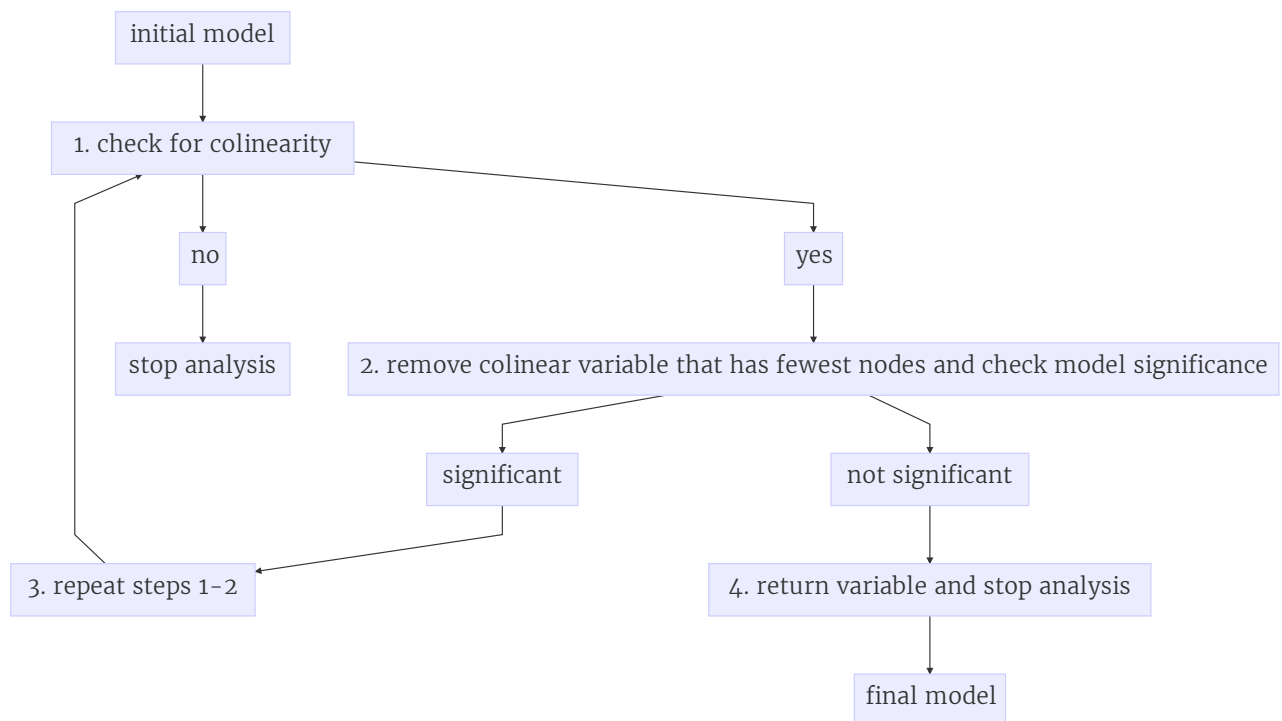 initial model
1. check for colinearity
no
yes
stop analysis
2. remove colinear variable that has fewest nodes and check model significance
significant
not significant
3. repeat steps 1-2
4. return variable and stop analysis
final model